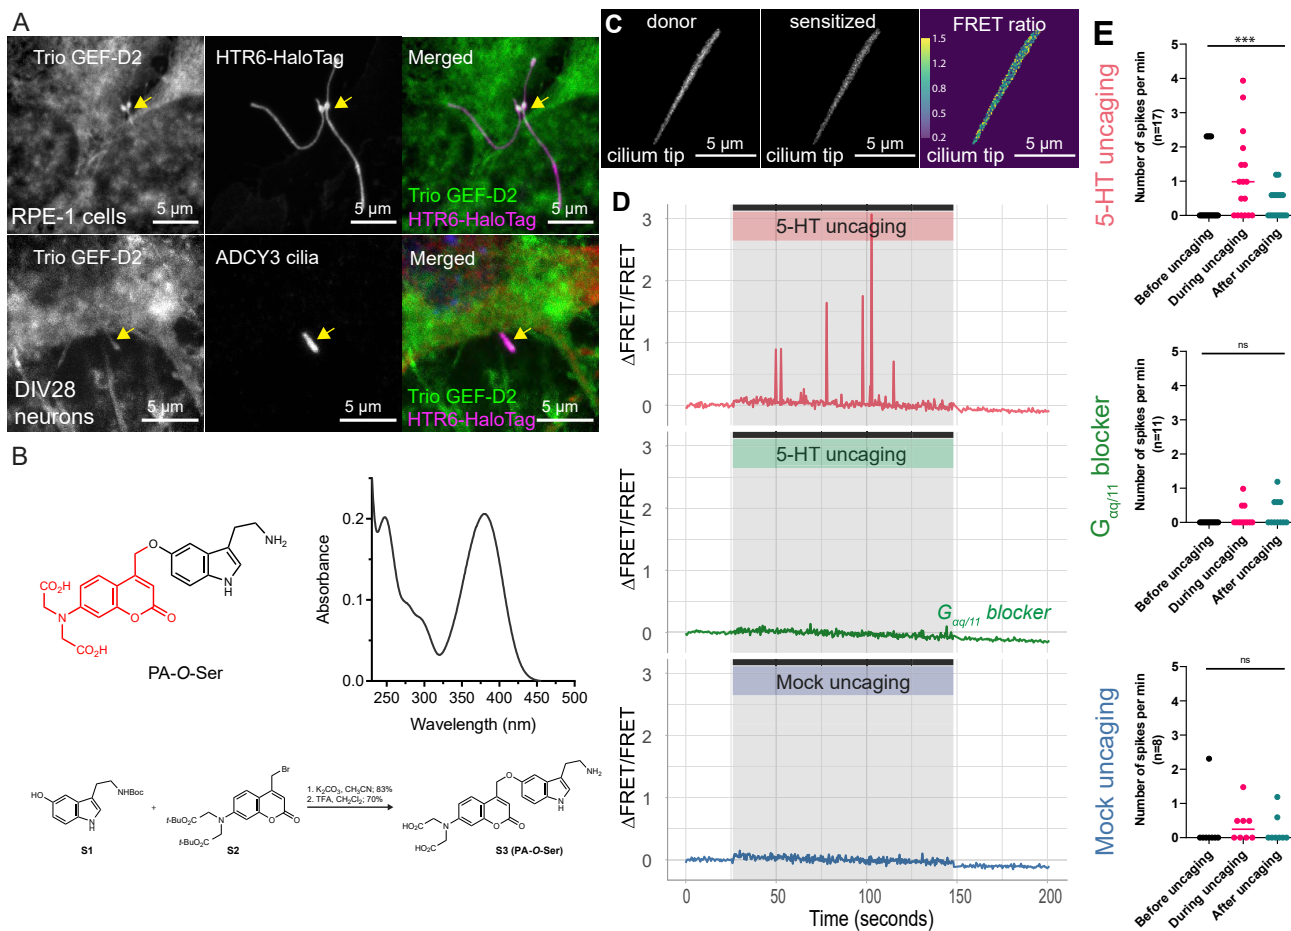 A
Trio GEF-D2
HTR6-HaloTag
Merged
RPE-1 cells
5 µm
5 µm
Trio GEF-D2
HTR6-HaloTag
5 µm
Trio GEF-D2
ADCY3 cilia
Merged
DIV28
neurons
5 µm
5 µm
Trio GEF-D2
HTR6-HaloTag
5 µm
B
CO₂H
N
CO₂H
O
O
O
N
H
NH₂
PA-O-Ser
Absorbance
0.2
0.1
0.0
250 300 350 400 450 500
Wavelength (nm)
HO
NHBoc
N
H
S1
+
Br
t-BuO₂C
N
O
O
t-BuO₂C
S2
1. K₂CO₃, CH₃CN; 83%
2. TFA, CH₂Cl₂; 70%
NH₂
O
N
H
HO₂C
N
O
O
HO₂C
S3 (PA-O-Ser)
C
donor
sensitized
FRET ratio
1.5
1.2
0.8
0.5
0.2
5 µm
cilium tip
5 µm
cilium tip
5 µm
cilium tip
D
5-HT uncaging
ΔFRET/FRET
3
2
1
0
5-HT uncaging
ΔFRET/FRET
3
2
1
0
Gαq/11 blocker
Mock uncaging
ΔFRET/FRET
3
2
1
0
0 50 100 150 200
Time (seconds)
E
5-HT uncaging
Number of spikes per min
(n=17)
5
4
3
2
1
0
***
Before uncaging
During uncaging
After uncaging
Gαq/11 blocker
Number of spikes per min
(n=11)
5
4
3
2
1
0
ns
Before uncaging
During uncaging
After uncaging
Mock uncaging
Number of spikes per min
(n=8)
5
4
3
2
1
0
ns
Before uncaging
During uncaging
After uncaging